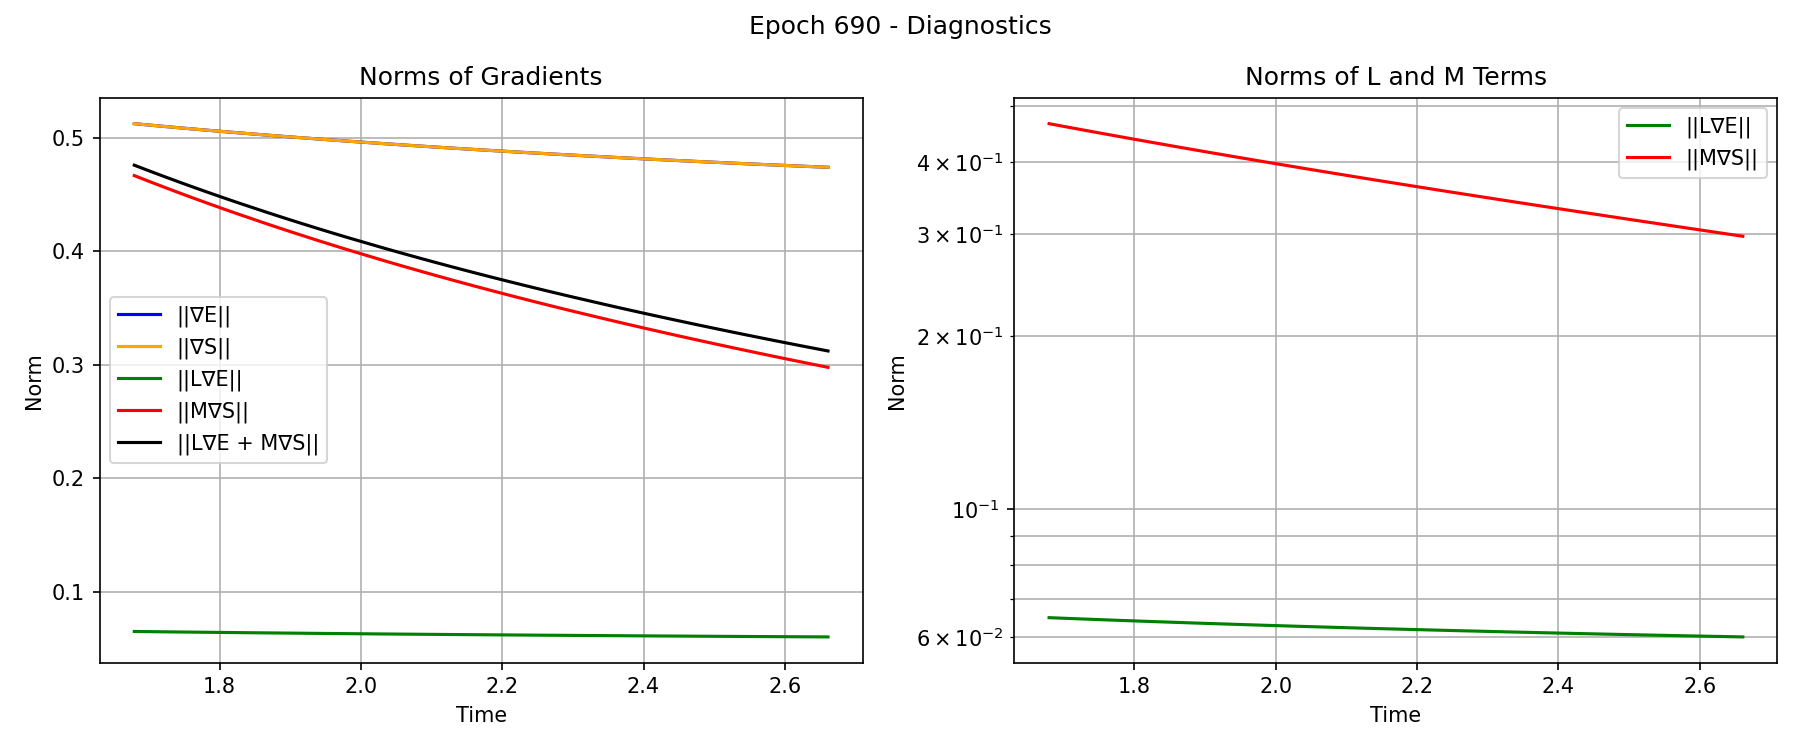 Epoch 690 - Diagnostics
Norms of Gradients
0.5
0.4
0.3
0.2
0.1
Norm
||∇E||
||∇S||
||L∇E||
||M∇S||
||L∇E + M∇S||
1.8 2.0 2.2 2.4 2.6
Time
Norms of L and M Terms
4 × 10⁻¹
3 × 10⁻¹
2 × 10⁻¹
10⁻¹
6 × 10⁻²
Norm
||L∇E||
||M∇S||
1.8 2.0 2.2 2.4 2.6
Time